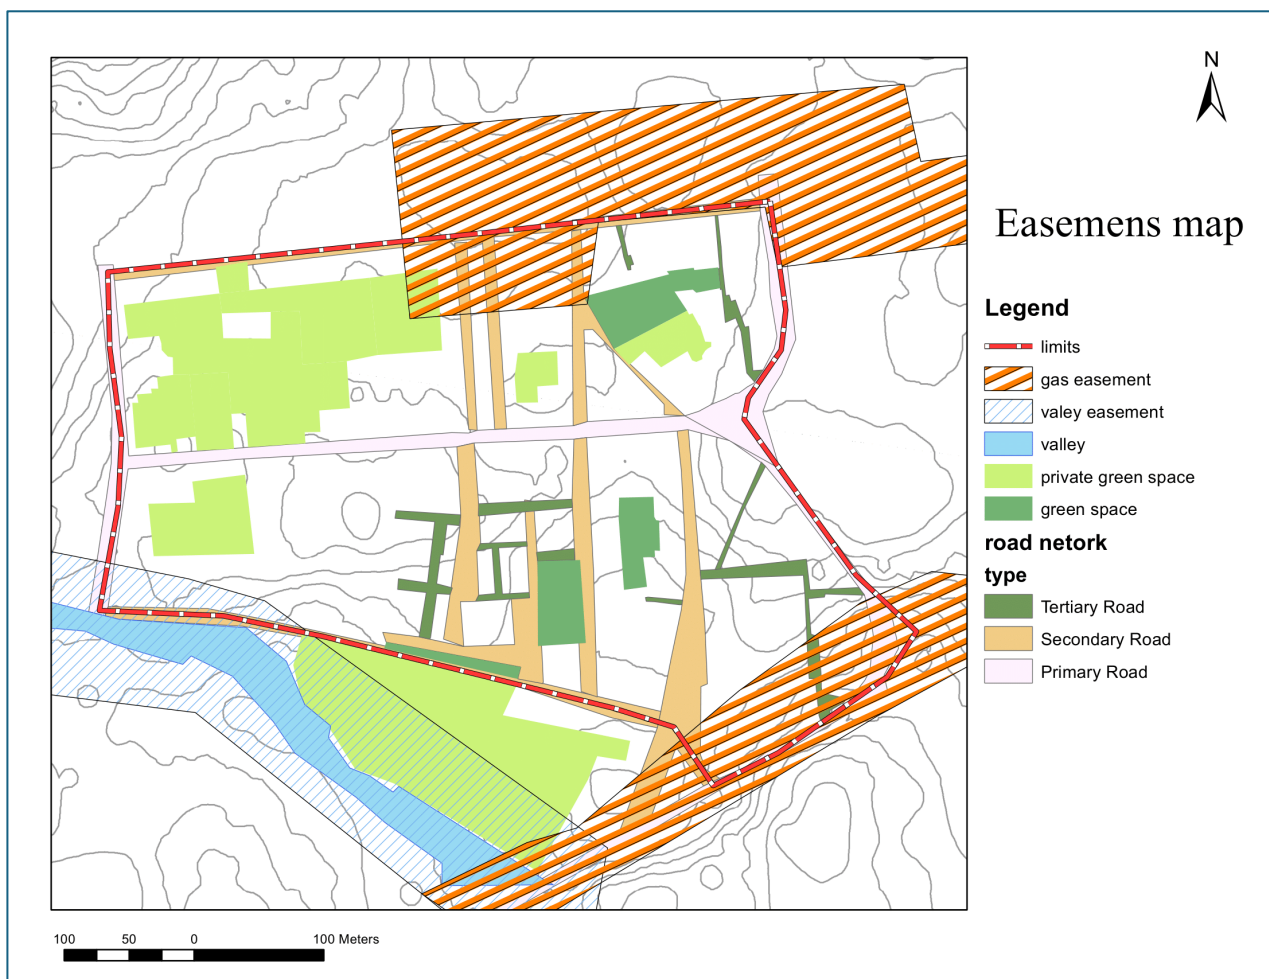 N
Easemens map
Legend
limits
gas easement
valey easement
valley
private green space
green space
road netork
type
Tertiary Road
Secondary Road
Primary Road
100 50 0 100 Meters